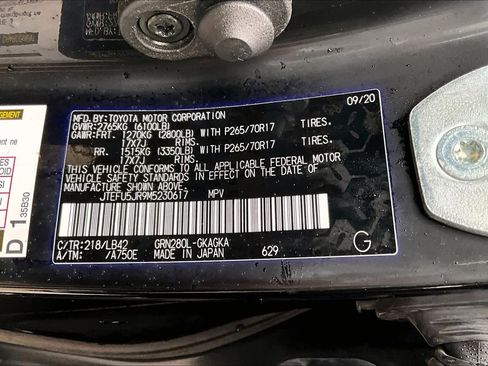 09/20
MFD. BY: TOYOTA MOTOR CORPORATION
GVWR: 2765KG (6100LB)
GAWR: FRT. 1270KG (2800LB) WITH P265/70R17 TIRES.
17X7J RIMS.
RR. 1515KG (3350LB) WITH P265/70R17 TIRES.
17X7J RIMS.
THIS VEHICLE CONFORMS TO ALL APPLICABLE FEDERAL MOTOR
VEHICLE SAFETY STANDARDS IN EFFECT ON THE DATE OF
MANUFACTURE SHOWN ABOVE.
JTEFU5JR9M5230617 MPV
C/TR: 218/LB42 GRN280L-GKAGKA
A/TM: /A750E MADE IN JAPAN 629 G
D 1
35B30